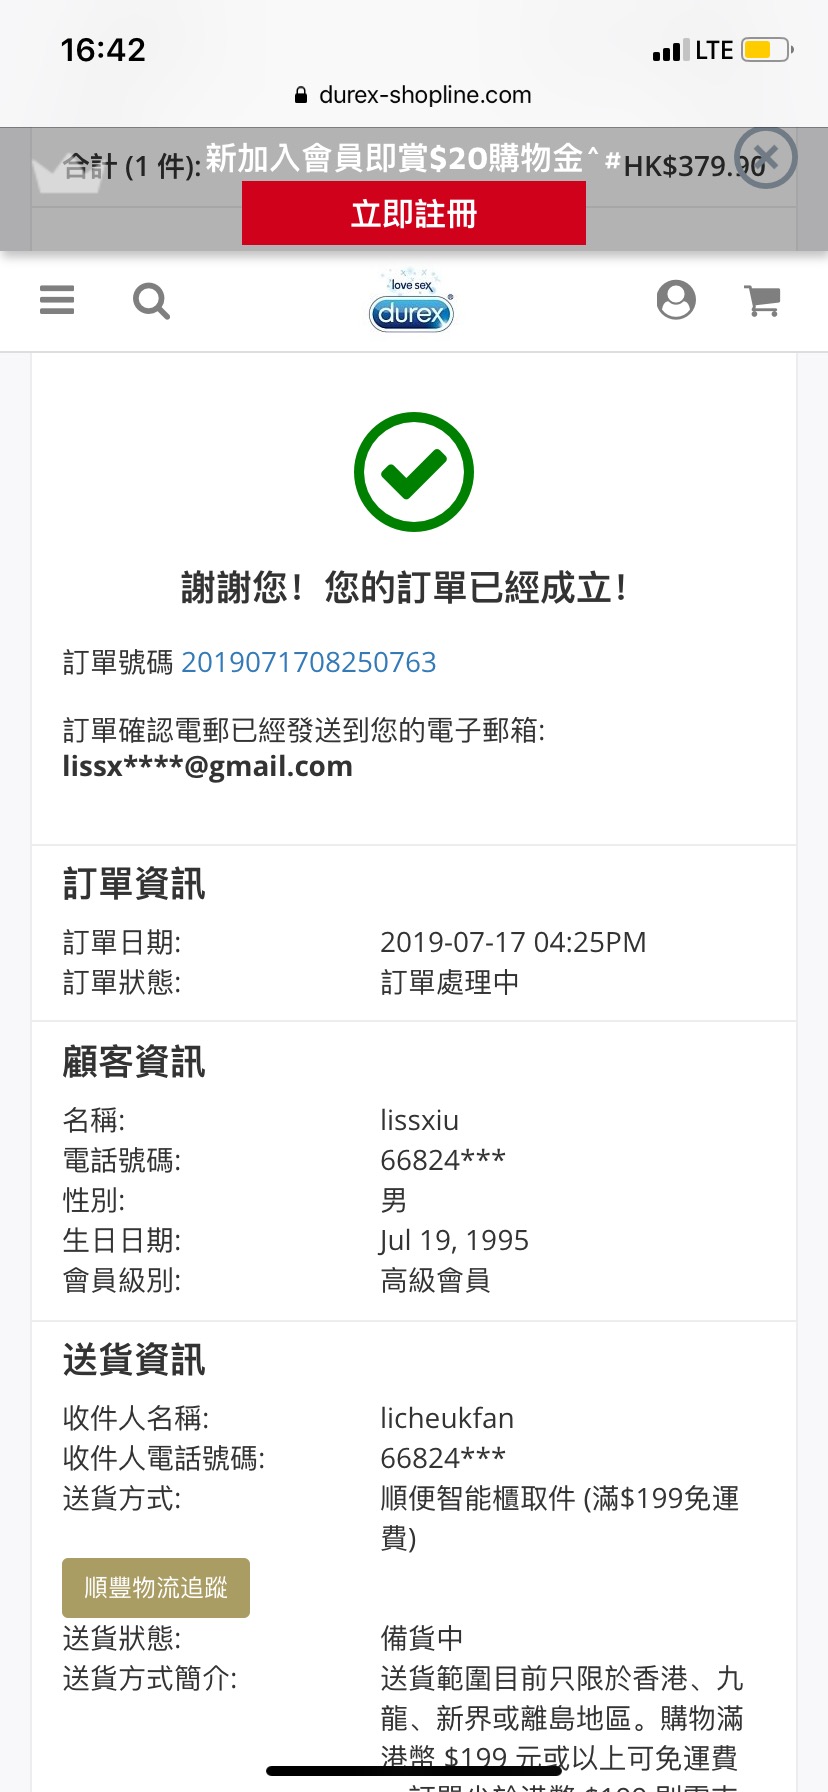 16:42
LTE
durex-shopline.com
合計 (1 件):
新加入會員即賞$20購物金^#
HK$379.90
立即註冊
love sex
durex®
謝謝您！您的訂單已經成立！
訂單號碼 2019071708250763
訂單確認電郵已經發送到您的電子郵箱:
lissx****@gmail.com
訂單資訊
訂單日期: 2019-07-17 04:25PM
訂單狀態: 訂單處理中
顧客資訊
名稱: lissxiu
電話號碼: 66824***
性別: 男
生日日期: Jul 19, 1995
會員級別: 高級會員
送貨資訊
收件人名稱: licheukfan
收件人電話號碼: 66824***
送貨方式: 順便智能櫃取件 (滿$199免運
費)
順豐物流追蹤
送貨狀態: 備貨中
送貨方式簡介: 送貨範圍目前只限於香港、九
龍、新界或離島地區。購物滿
港幣 $199 元或以上可免運費